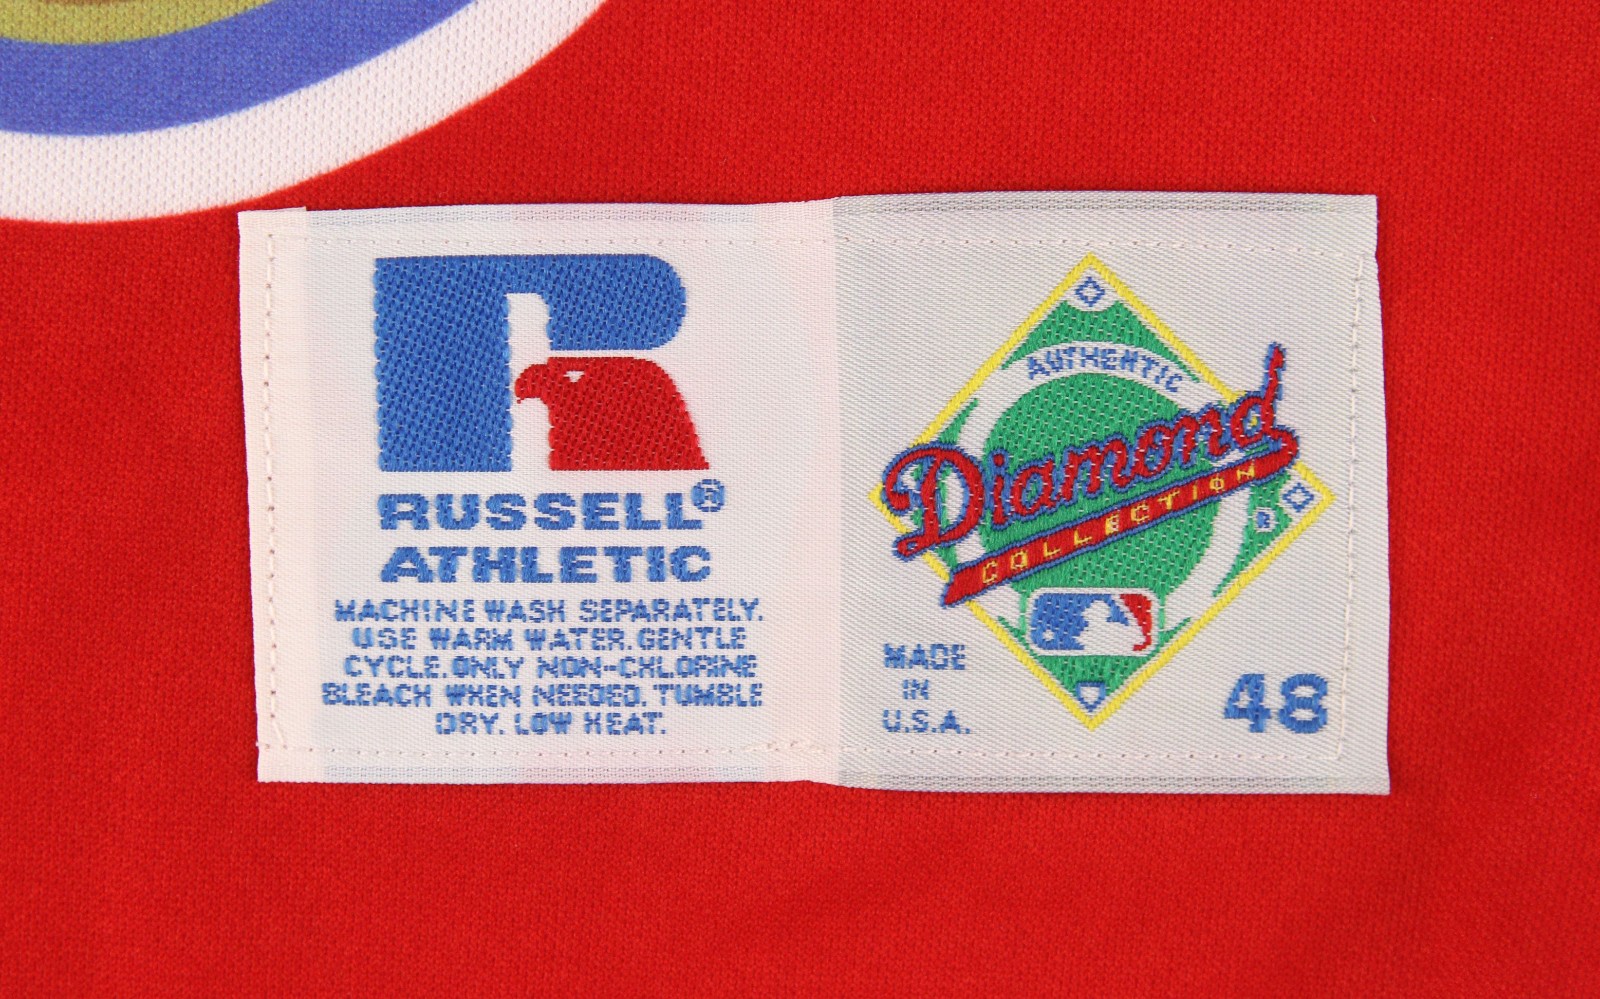 RUSSELL®
ATHLETIC
MACHINE WASH SEPARATELY.
USE WARM WATER. GENTLE
CYCLE. ONLY NON-CHLORINE
BLEACH WHEN NEEDED. TUMBLE
DRY. LOW HEAT.
AUTHENTIC
Diamond
COLLECTION
®
MADE
IN
U.S.A.
48